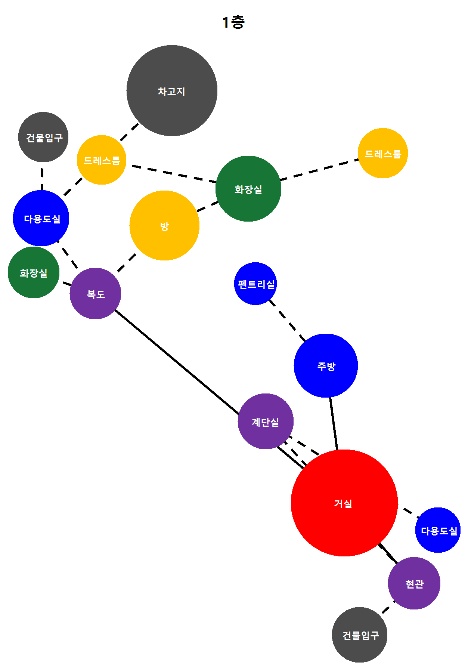 1층
차고지
건물입구
드레스룸
드레스룸
화장실
다용도실
방
화장실
복도
팬트리실
주방
계단실
거실
다용도실
현관
건물입구